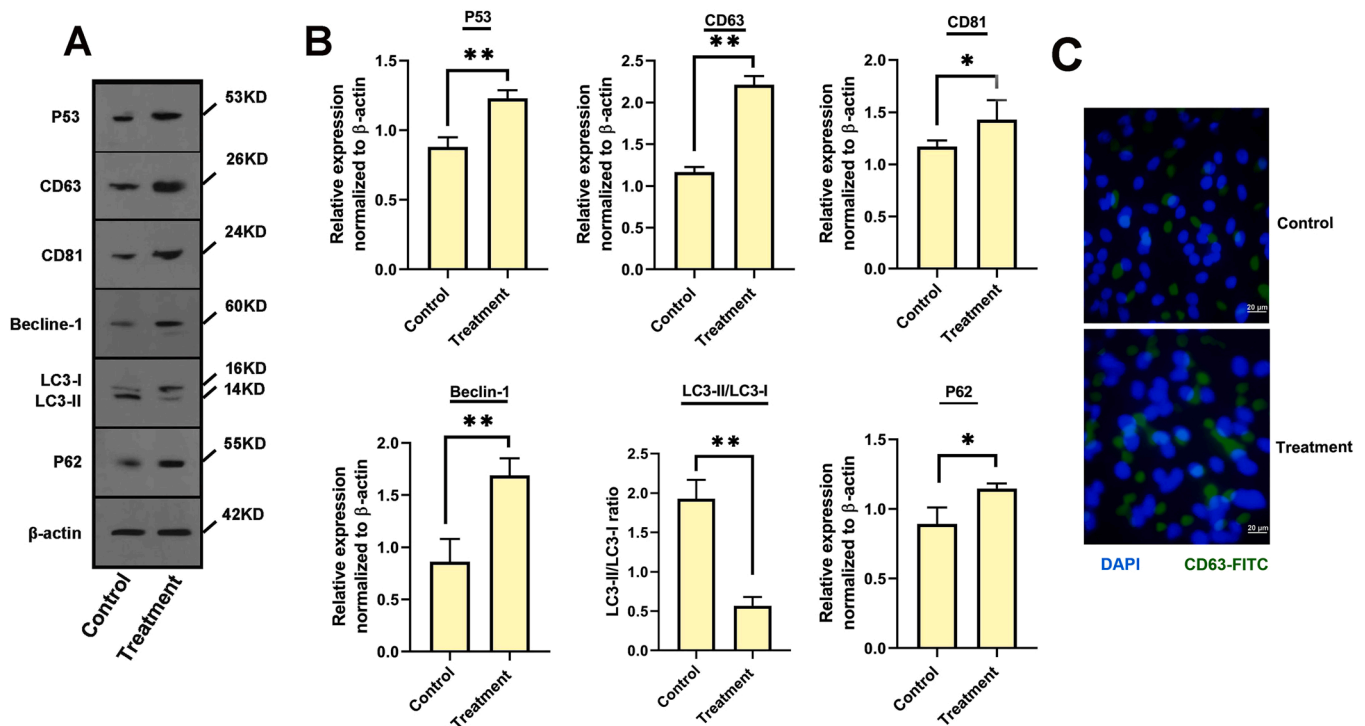 A
P53
53KD
CD63
26KD
CD81
24KD
Becline-1
60KD
LC3-I
16KD
LC3-II
14KD
P62
55KD
β-actin
42KD
Control
Treatment
B
P53
**
Relative expression
normalized to β-actin
1.5
1.0
0.5
0.0
Control
Treatment
CD63
**
Relative expression
normalized to β-actin
2.5
2.0
1.5
1.0
0.5
0.0
Control
Treatment
CD81
*
Relative expression
normalized to β-actin
2.0
1.5
1.0
0.5
0.0
Control
Treatment
Beclin-1
**
Relative expression
normalized to β-actin
2.0
1.5
1.0
0.5
0.0
Control
Treatment
LC3-II/LC3-I
**
LC3-II/LC3-I ratio
2.5
2.0
1.5
1.0
0.5
0.0
Control
Treatment
P62
*
Relative expression
normalized to β-actin
1.5
1.0
0.5
0.0
Control
Treatment
C
Control
20 μm
Treatment
20 μm
DAPI
CD63-FITC